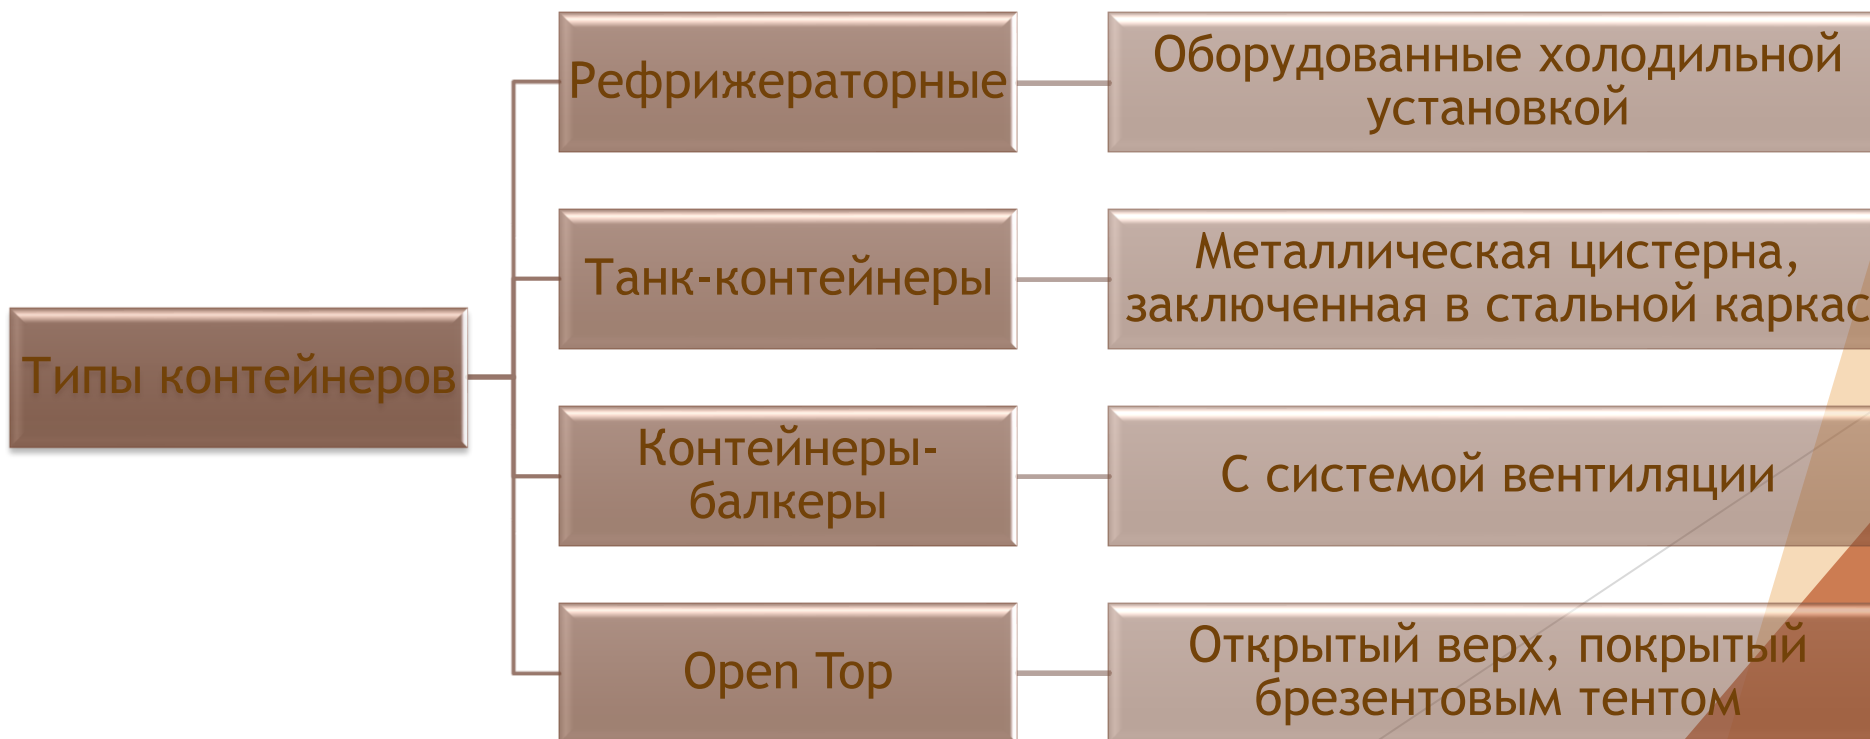 Типы контейнеров
Рефрижераторные
Оборудованные холодильной
установкой
Танк-контейнеры
Металлическая цистерна,
заключенная в стальной каркас
Контейнеры-
балкеры
С системой вентиляции
Open Top
Открытый верх, покрытый
брезентовым тентом